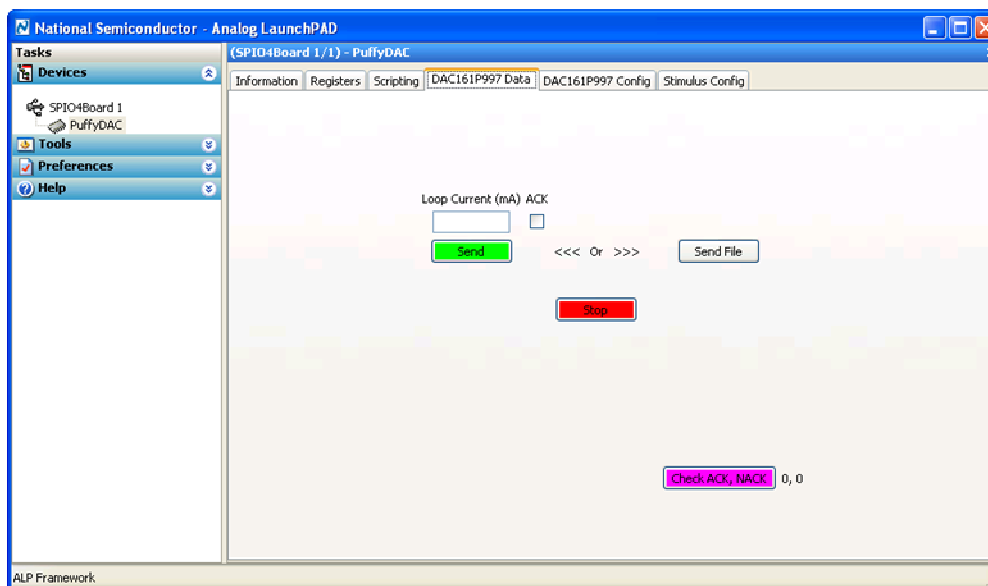 National Semiconductor - Analog LaunchPAD
Tasks
Devices
SPIO4Board 1
PuffyDAC
Tools
Preferences
Help
(SPIO4Board 1/1) - PuffyDAC
Information Registers Scripting DAC161P997 Data DAC161P997 Config Stimulus Config
Loop Current (mA) ACK
Send <<< Or >>> Send File
Stop
Check ACK, NACK 0, 0
ALP Framework